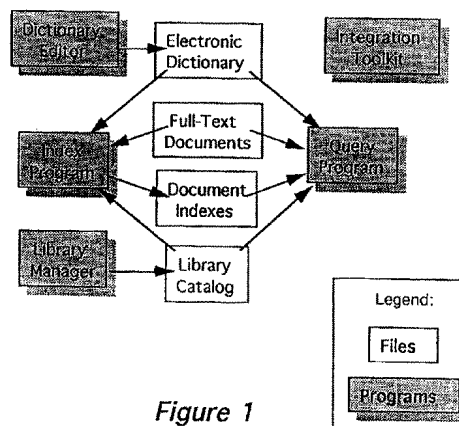 Dictionary
Editor
Electronic
Dictionary
Integration
Toolkit
Full-Text
Documents
Index
Program
Query
Program
Document
Indexes
Library
Manager
Library
Catalog
Legend:
Files
Programs
Figure 1